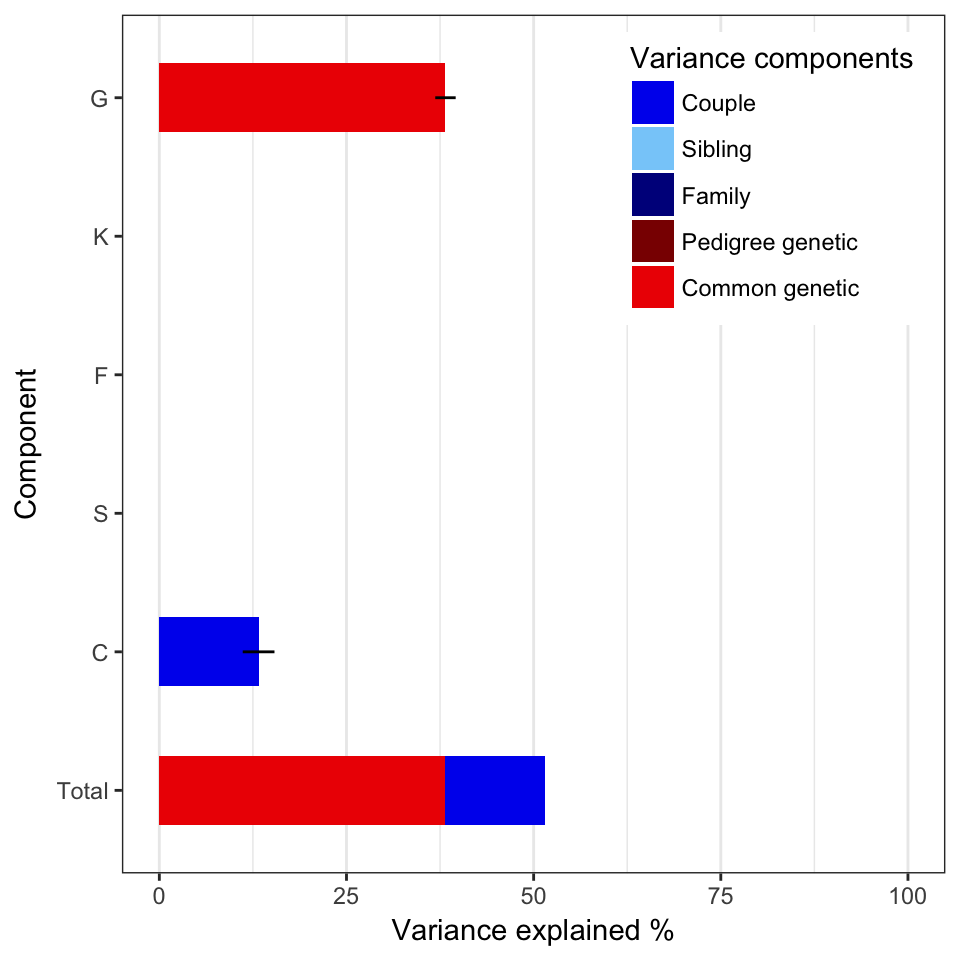 Variance components
Couple
Sibling
Family
Pedigree genetic
Common genetic
G
K
F
S
C
Total
Component
0 25 50 75 100
Variance explained %